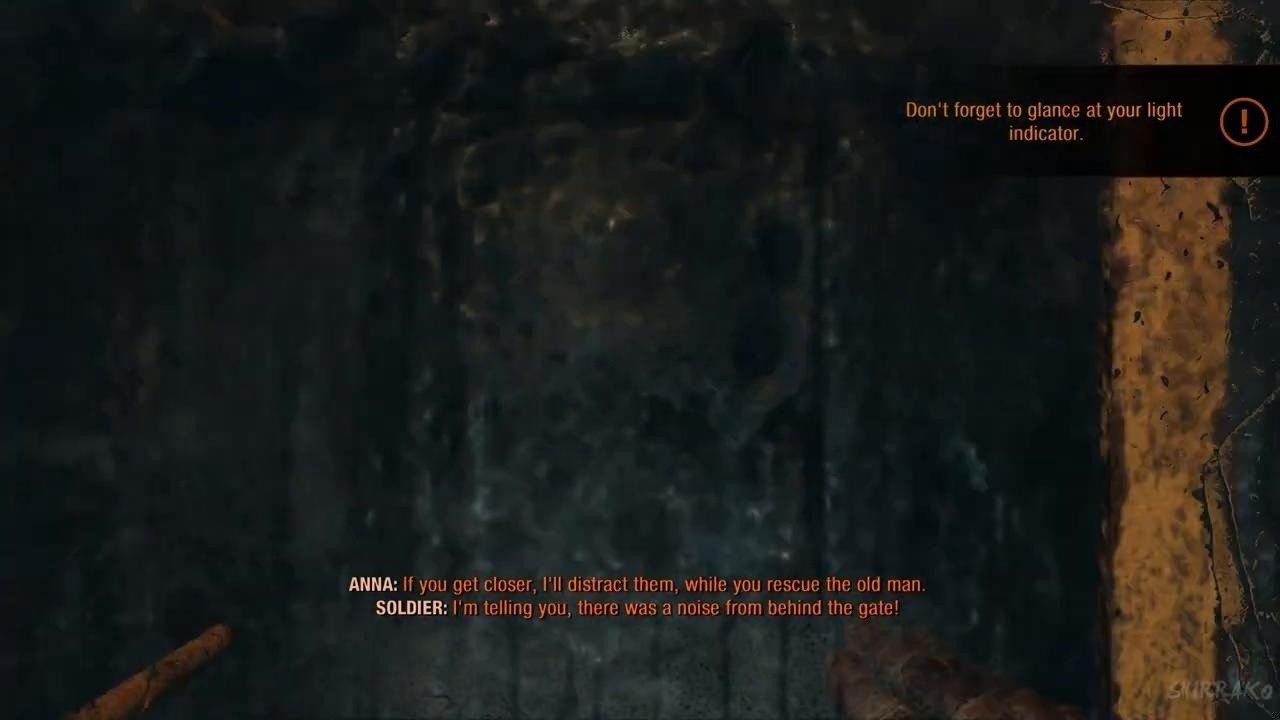 Don't forget to glance at your light
indicator.
!
ANNA: If you get closer, I'll distract them, while you rescue the old man.
SOLDIER: I'm telling you, there was a noise from behind the gate!
SHIRRAKO